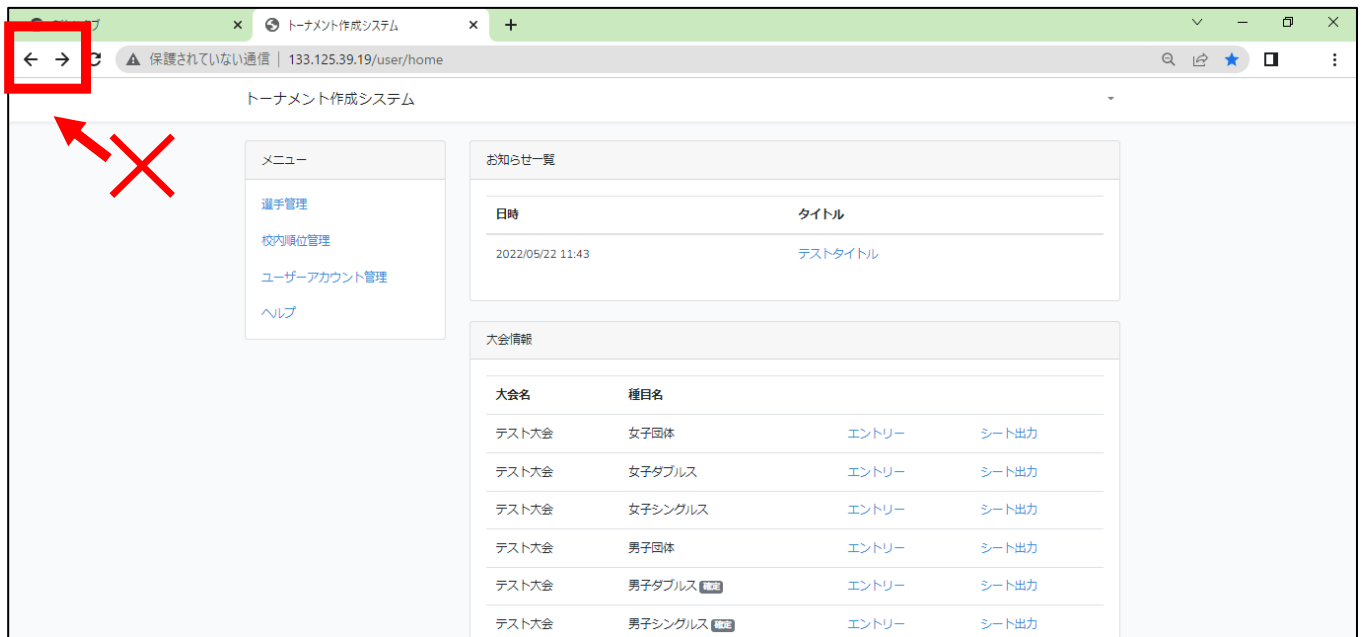 トーナメント作成システム
保護されていない通信 | 133.125.39.19/user/home
トーナメント作成システム
メニュー
選手管理
校内順位管理
ユーザーアカウント管理
ヘルプ
お知らせ一覧
日時 タイトル
2022/05/22 11:43 テストタイトル
大会情報
大会名 種目名
テスト大会 女子団体 エントリー シート出力
テスト大会 女子ダブルス エントリー シート出力
テスト大会 女子シングルス エントリー シート出力
テスト大会 男子団体 エントリー シート出力
テスト大会 男子ダブルス 確定 エントリー シート出力
テスト大会 男子シングルス 確定 エントリー シート出力